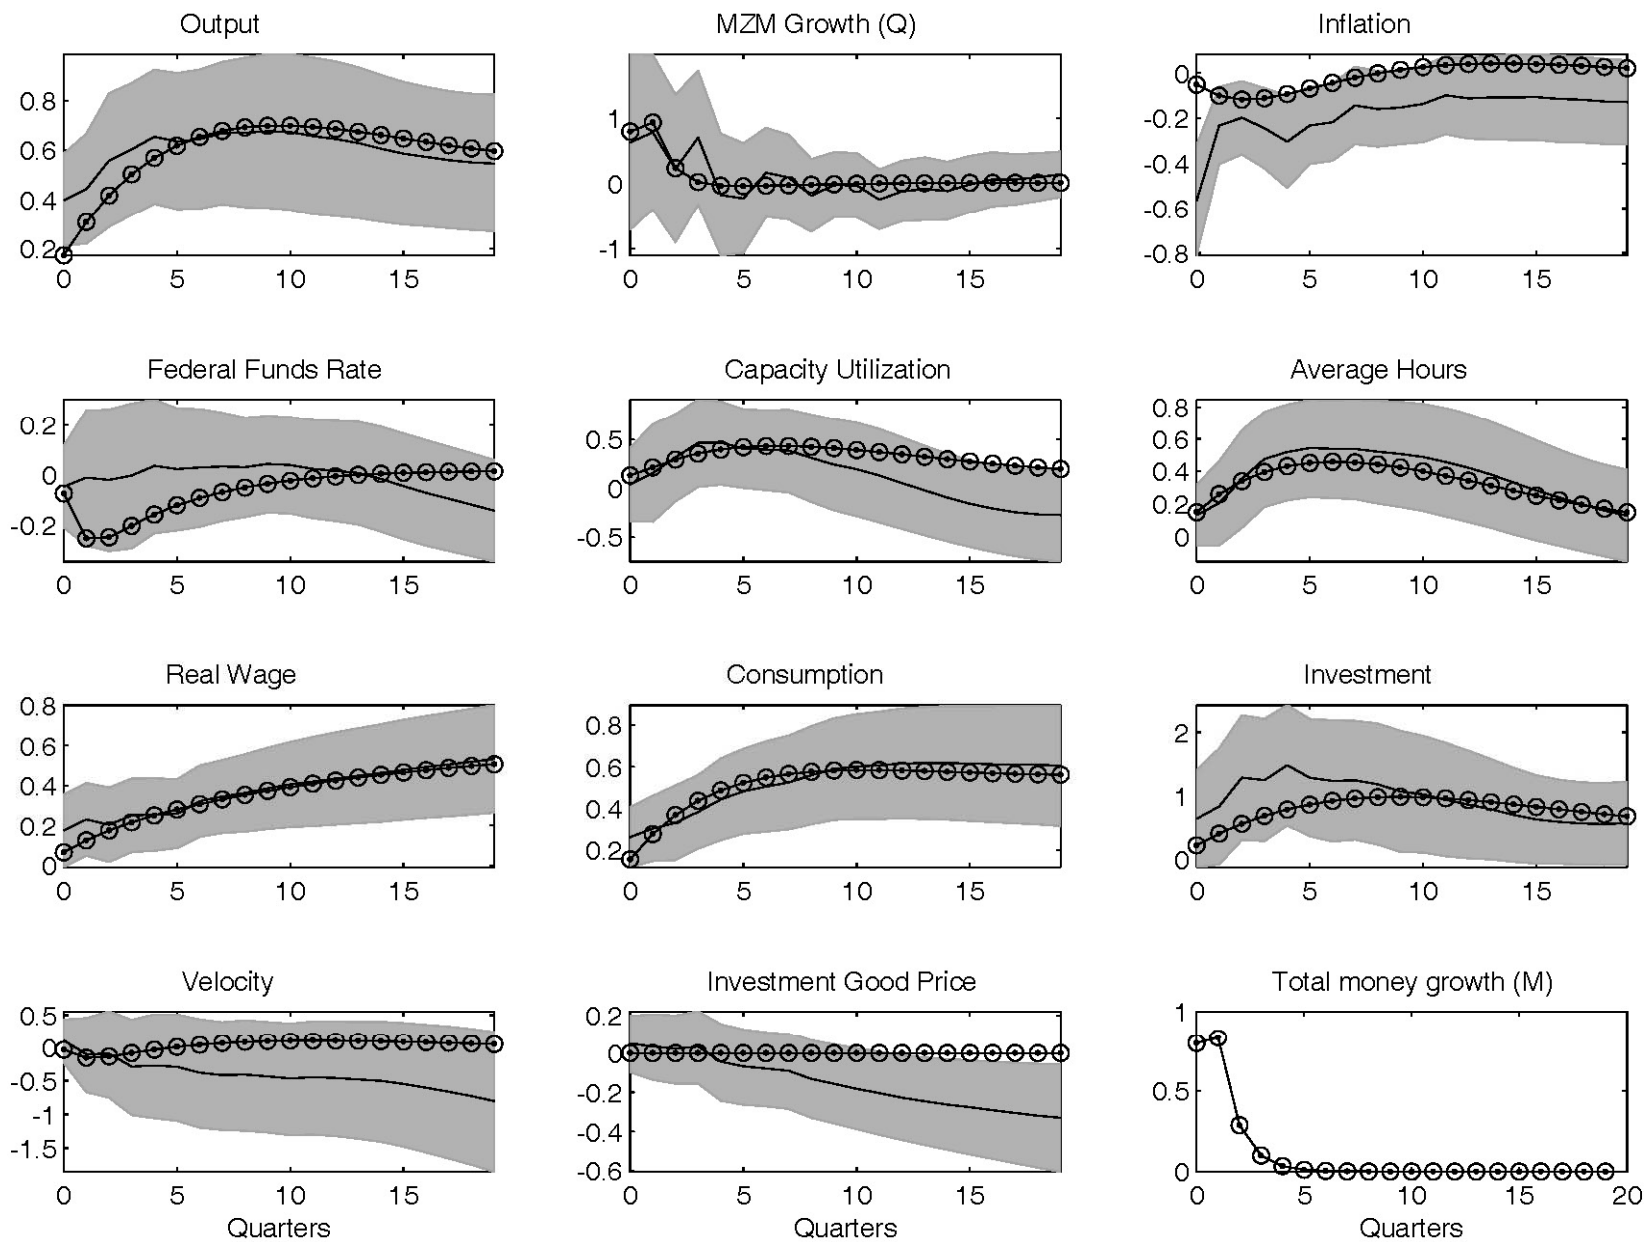 Output
MZM Growth (Q)
Inflation
0.8
0.6
0.4
0.2
0 5 10 15
1
0
-1
0 5 10 15
0
-0.2
-0.4
-0.6
-0.8
0 5 10 15
Federal Funds Rate
Capacity Utilization
Average Hours
0.2
0
-0.2
0 5 10 15
0.5
0
-0.5
0 5 10 15
0.8
0.6
0.4
0.2
0
0 5 10 15
Real Wage
Consumption
Investment
0.8
0.6
0.4
0.2
0
0 5 10 15
0.8
0.6
0.4
0.2
0 5 10 15
2
1
0
0 5 10 15
Velocity
Investment Good Price
Total money growth (M)
0.5
0
-0.5
-1
-1.5
0 5 10 15
Quarters
0.2
0
-0.2
-0.4
-0.6
0 5 10 15
Quarters
1
0.5
0
0 5 10 15 20
Quarters